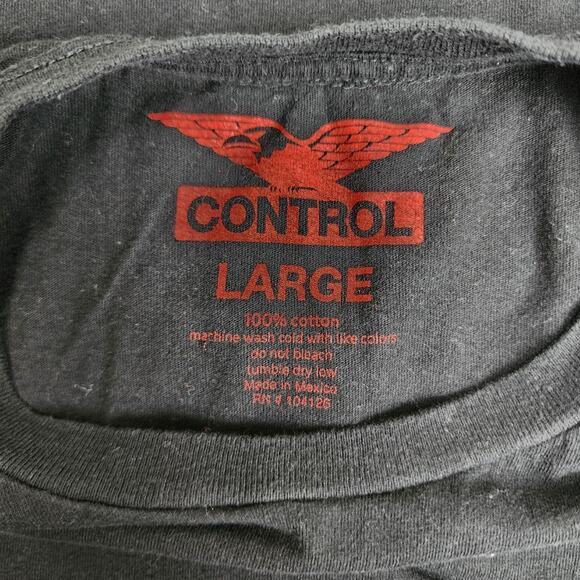 CONTROL
LARGE
100% cotton
machine wash cold with like colors
do not bleach
tumble dry low
Made in Mexico
RN # 104126